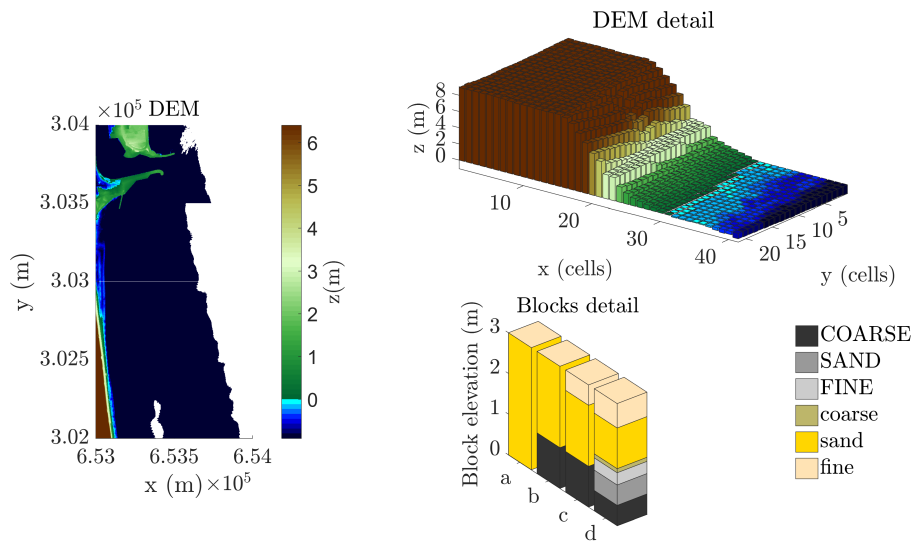 DEM detail
z (m)
8
6
4
2
0
10
20
30
40
x (cells)
20
15
10
5
y (cells)
×10⁵ DEM
3.04
3.035
3.03
3.025
3.02
y (m)
6.53
6.535
6.54
x (m)×10⁵
6
5
4
3
2
1
0
z(m)
Blocks detail
Block elevation (m)
3
2
1
0
a
b
c
d
COARSE
SAND
FINE
coarse
sand
fine